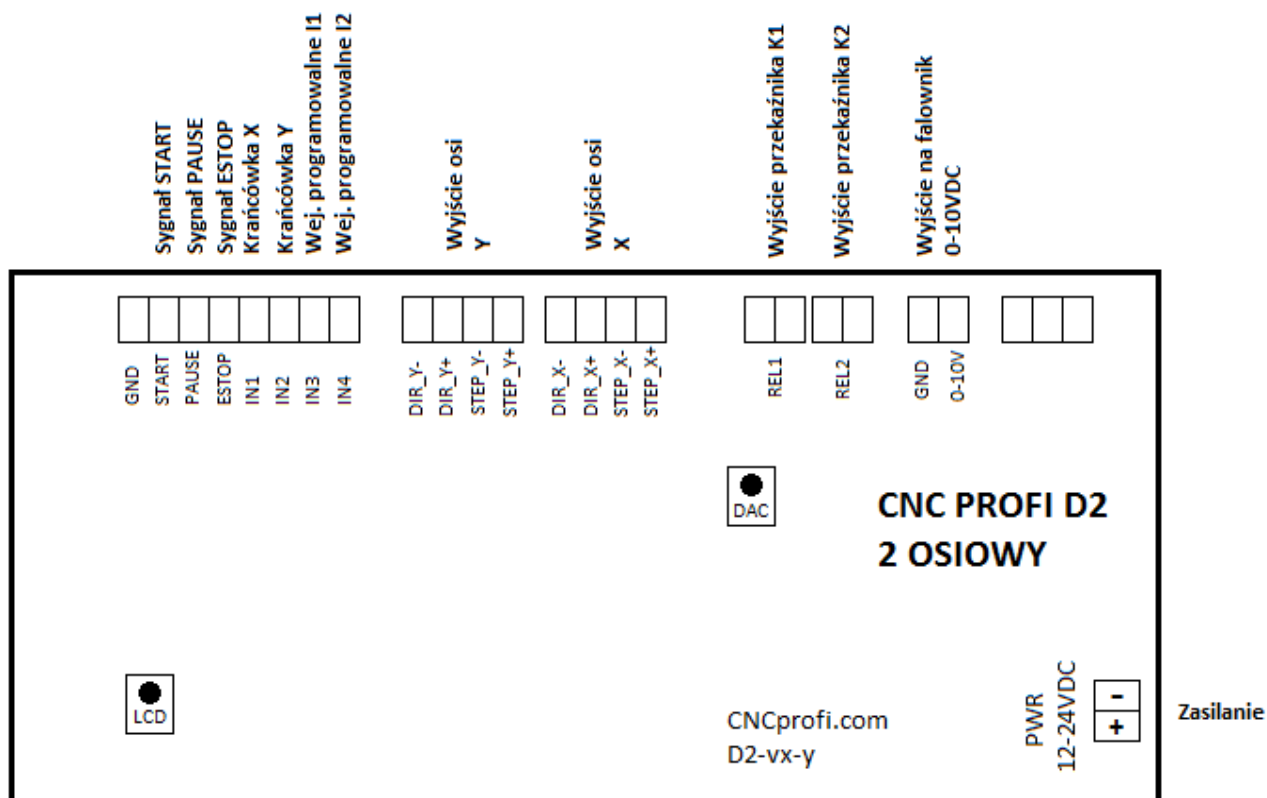 Sygnał START
Sygnał PAUSE
Sygnał ESTOP
Krańcówka X
Krańcówka Y
Wej. programowalne I1
Wej. programowalne I2
Wyjście osi
Y
Wyjście osi
X
Wyjście przekaźnika K1
Wyjście przekaźnika K2
Wyjście na falownik
0-10VDC
GND
START
PAUSE
ESTOP
IN1
IN2
IN3
IN4
DIR_Y-
DIR_Y+
STEP_Y-
STEP_Y+
DIR_X-
DIR_X+
STEP_X-
STEP_X+
REL1
REL2
GND
0-10V
DAC
CNC PROFI D2
2 OSIOWY
LCD
CNCprofi.com
D2-vx-y
PWR
12-24VDC
-
+
Zasilanie